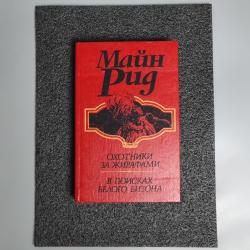 Майн
Рид
ОХОТНИКИ
ЗА ЖИРАФАМИ
В ПОИСКАХ
БЕЛОГО БИЗОНА